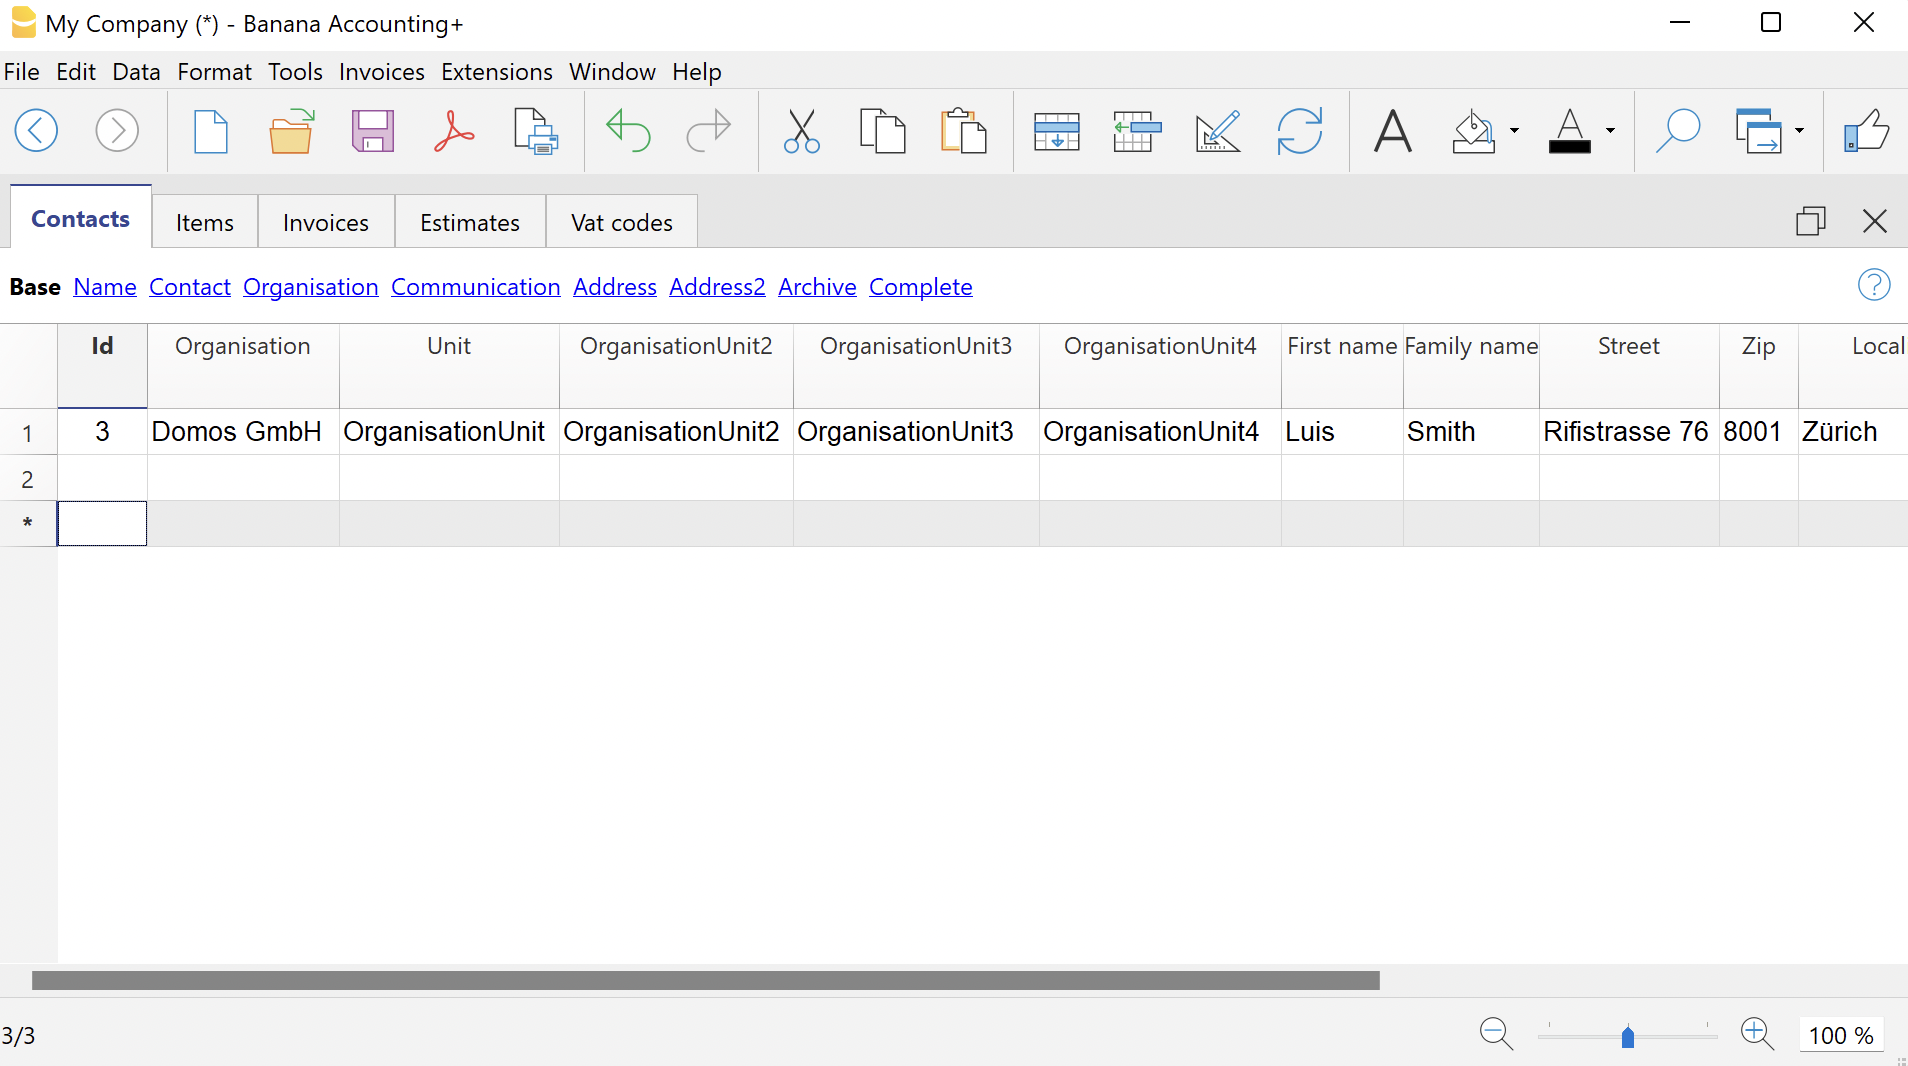 My Company (*) - Banana Accounting+
File Edit Data Format Tools Invoices Extensions Window Help
Contacts Items Invoices Estimates Vat codes
Base Name Contact Organisation Communication Address Address2 Archive Complete
Id Organisation Unit OrganisationUnit2 OrganisationUnit3 OrganisationUnit4 First name Family name Street Zip Local
1 3 Domos GmbH OrganisationUnit OrganisationUnit2 OrganisationUnit3 OrganisationUnit4 Luis Smith Rifistrasse 76 8001 Zürich
2
*
3/3 100 %